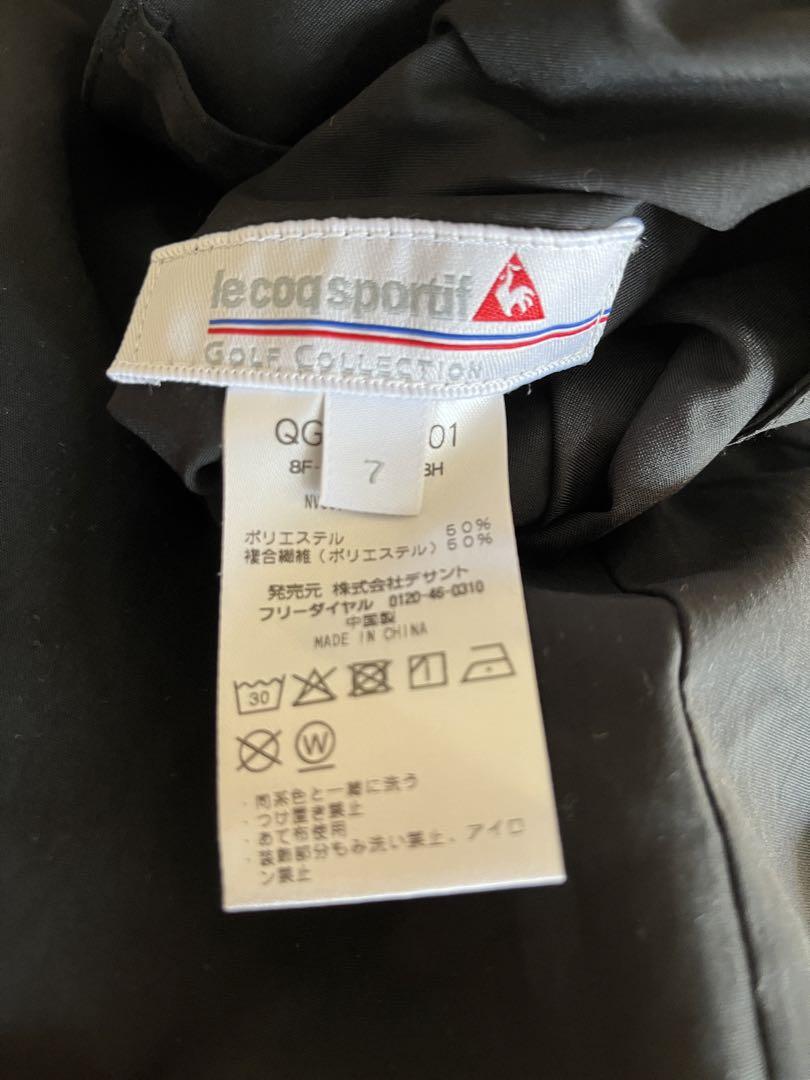 le coq sportif
GOLF COLLECTION
7
ポリエステル 50%
複合繊維(ポリエステル) 50%
発売元 株式会社デサント
フリーダイヤル 0120-46-0310
中国製
MADE IN CHINA
30
W
・同系色と一緒に洗う
・つけ置き禁止
・あて布使用
・装飾部分もみ洗い禁止、アイロ
ン禁止